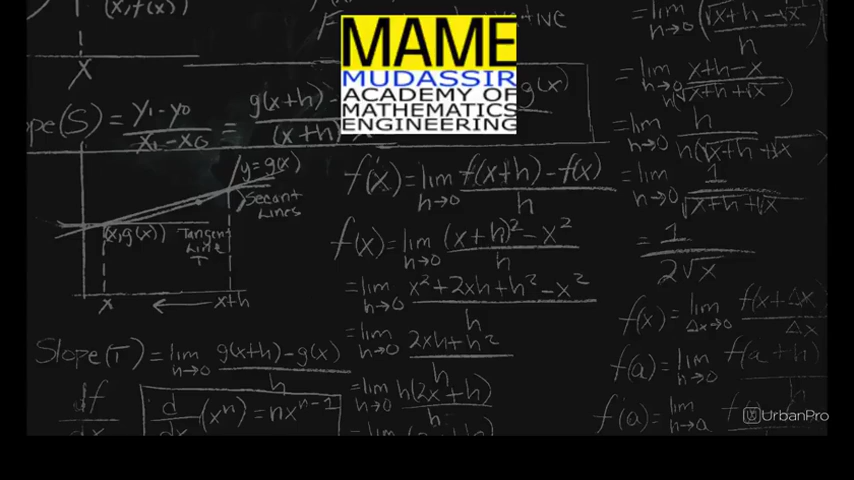 (x, f(x))
x
MAME
MUDASSIR
ACADEMY OF
MATHEMATICS
ENGINEERING
ope(S) = y₁-y₀ / x₁-x₀ = g(x+h) - g(x) / (x+h)
y=g(x)
Secant
Lines
(x, g(x))
Tangent
Line
T
x ← x+h
Slope(T) = lim h→0 g(x+h)-g(x) / h
df / dx
d/dx (xⁿ) = nxⁿ⁻¹
f'(x) = lim h→0 f(x+h)-f(x) / h
f'(x) = lim h→0 (x+h)²-x² / h
= lim h→0 x²+2xh+h²-x² / h
= lim h→0 2xh+h² / h
= lim h→0 h(2x+h) / h
= lim h→0 (√x+h - √x) / h
= lim h→0 x+h-x / h(√x+h+√x)
= lim h→0 h / h(√x+h+√x)
= lim h→0 1 / √x+h+√x
= 1 / 2√x
f'(x) = lim Δx→0 f(x+Δx / Δx
f'(a) = lim h→0 f(a+h) / h
f'(a) = lim h→a
UrbanPro